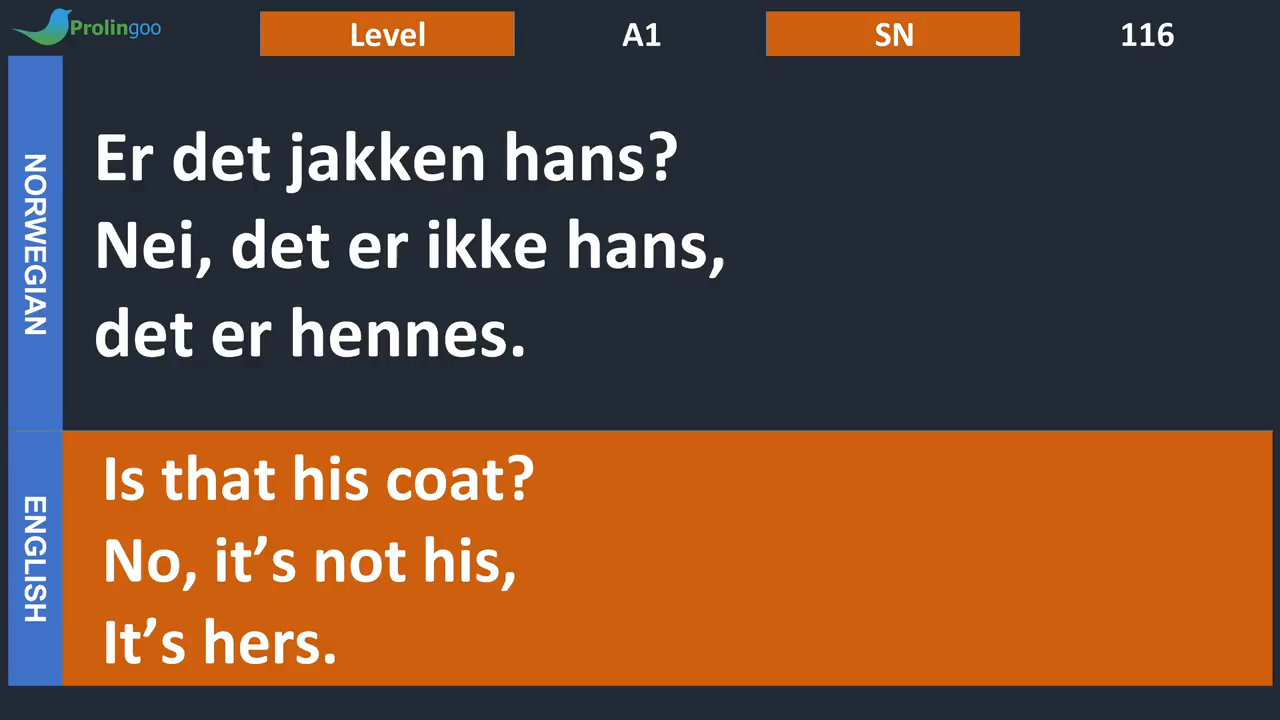 Prolingoo
Level A1 SN 116
NORWEGIAN
Er det jakken hans?
Nei, det er ikke hans,
det er hennes.
ENGLISH
Is that his coat?
No, it’s not his,
It’s hers.